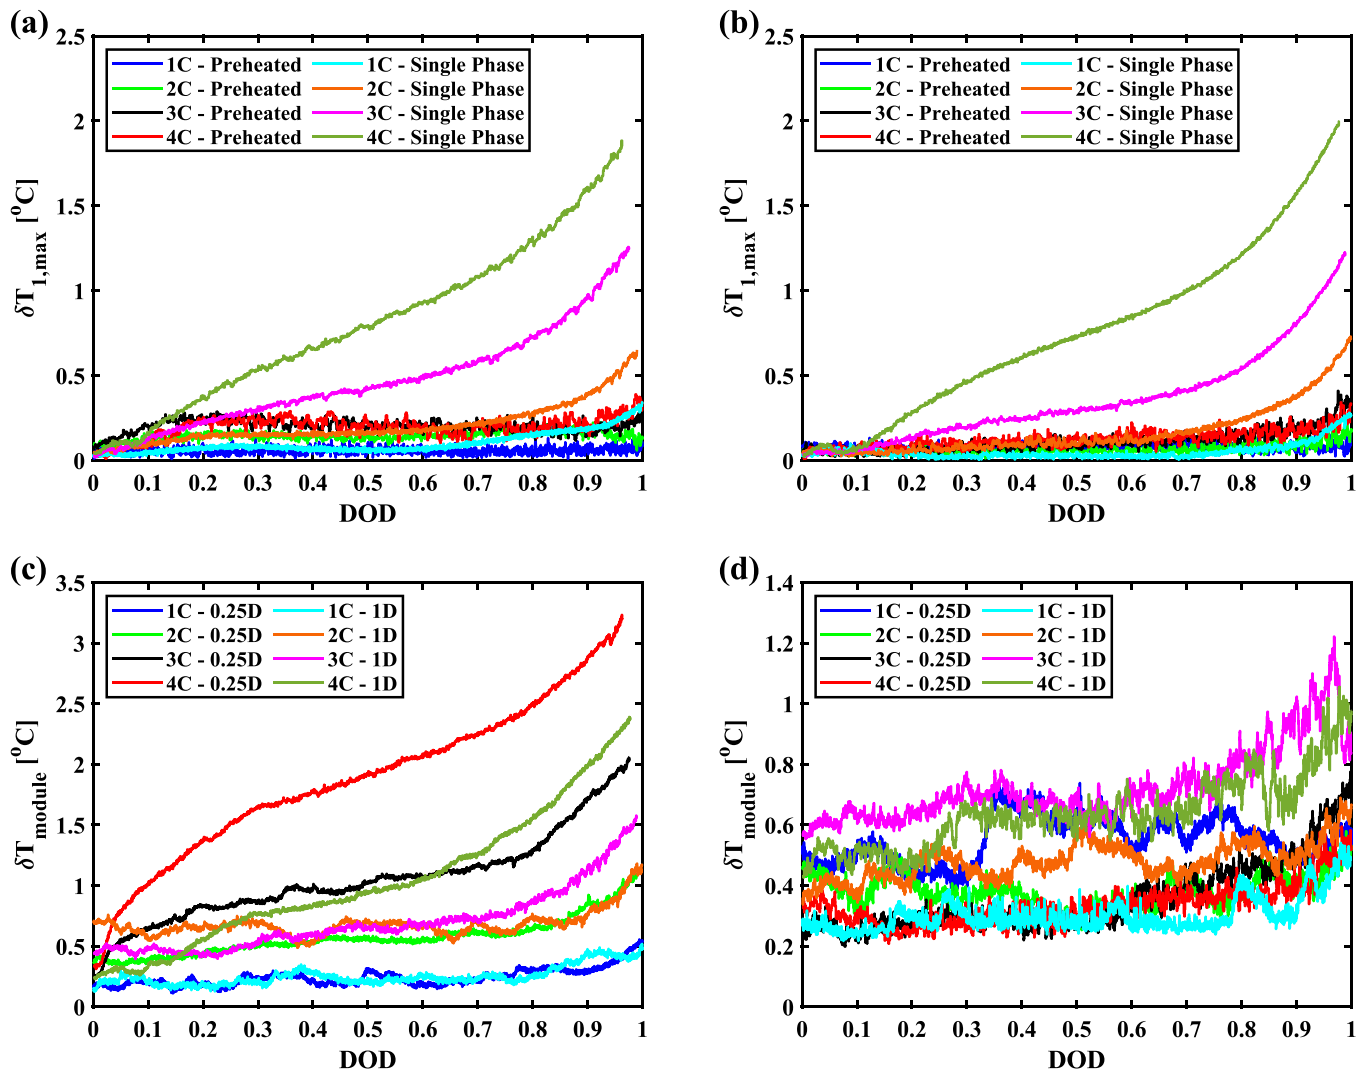 (a)
2.5
2
1.5
1
0.5
0
δT1,max [oC]
1C - Preheated 1C - Single Phase
2C - Preheated 2C - Single Phase
3C - Preheated 3C - Single Phase
4C - Preheated 4C - Single Phase
0 0.1 0.2 0.3 0.4 0.5 0.6 0.7 0.8 0.9 1
DOD
(b)
2.5
2
1.5
1
0.5
0
δT1,max [oC]
1C - Preheated 1C - Single Phase
2C - Preheated 2C - Single Phase
3C - Preheated 3C - Single Phase
4C - Preheated 4C - Single Phase
0 0.1 0.2 0.3 0.4 0.5 0.6 0.7 0.8 0.9 1
DOD
(c)
3.5
3
2.5
2
1.5
1
0.5
0
δTmodule [oC]
1C - 0.25D 1C - 1D
2C - 0.25D 2C - 1D
3C - 0.25D 3C - 1D
4C - 0.25D 4C - 1D
0 0.1 0.2 0.3 0.4 0.5 0.6 0.7 0.8 0.9 1
DOD
(d)
1.4
1.2
1
0.8
0.6
0.4
0.2
0
δTmodule [oC]
1C - 0.25D 1C - 1D
2C - 0.25D 2C - 1D
3C - 0.25D 3C - 1D
4C - 0.25D 4C - 1D
0 0.1 0.2 0.3 0.4 0.5 0.6 0.7 0.8 0.9 1
DOD